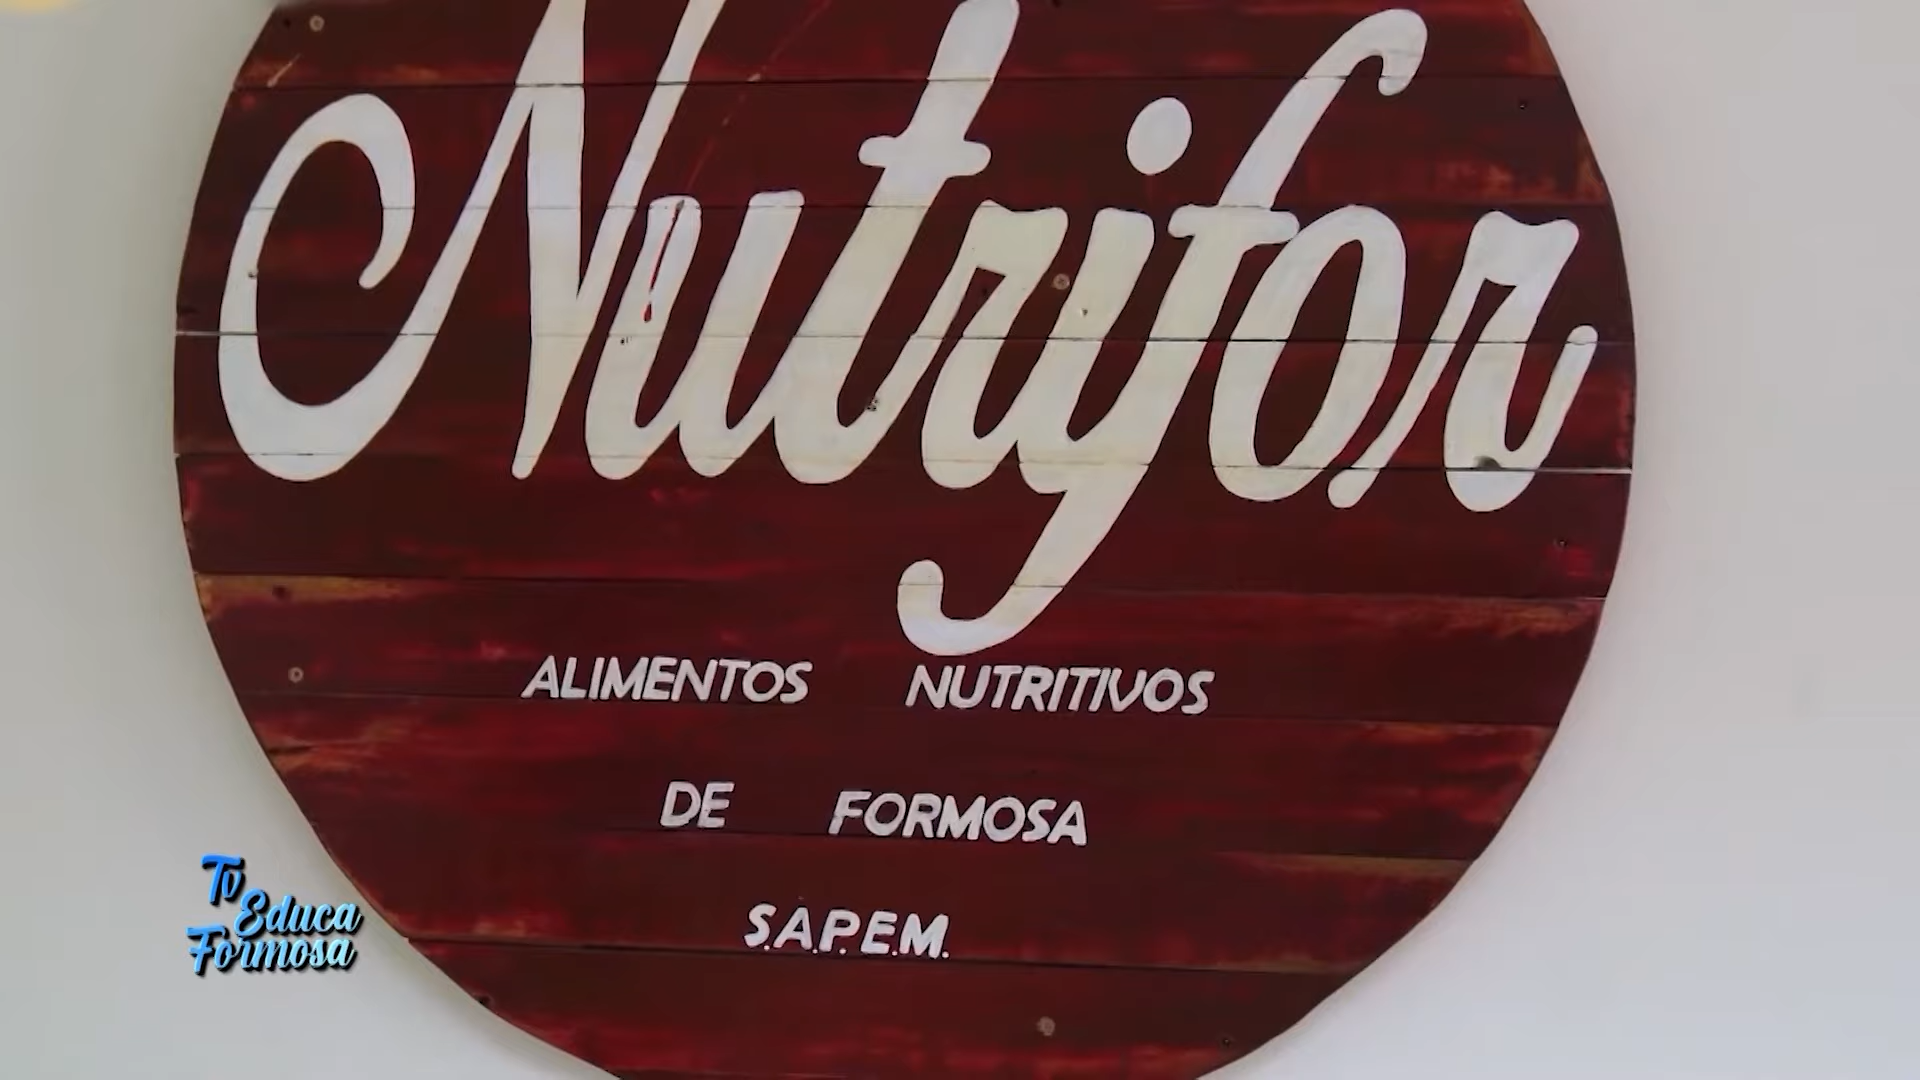 Nutrifor
ALIMENTOS NUTRITIVOS
DE FORMOSA
S.A.P.E.M.
Tv
Educa
Formosa